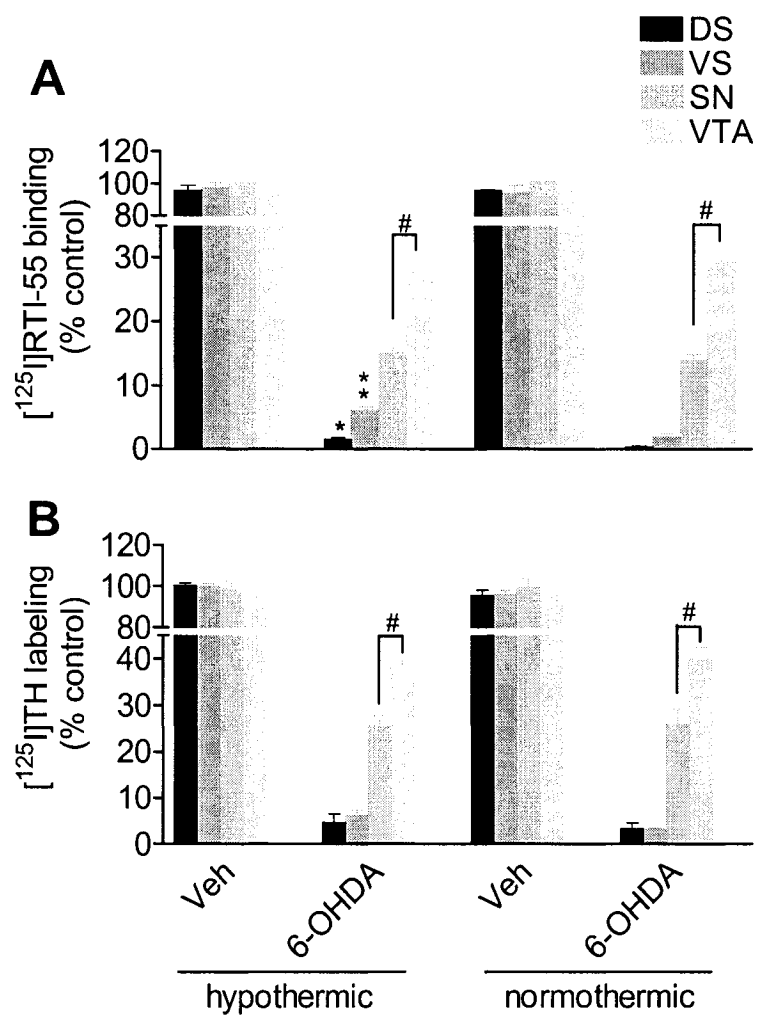 DS
VS
SN
VTA
A
120
100
80
30
20
10
0
[¹²⁵I]RTI-55 binding
(% control)
*
**
#
#
B
120
100
80
40
30
20
10
0
[¹²⁵I]TH labeling
(% control)
#
#
Veh
6-OHDA
Veh
6-OHDA
hypothermic
normothermic